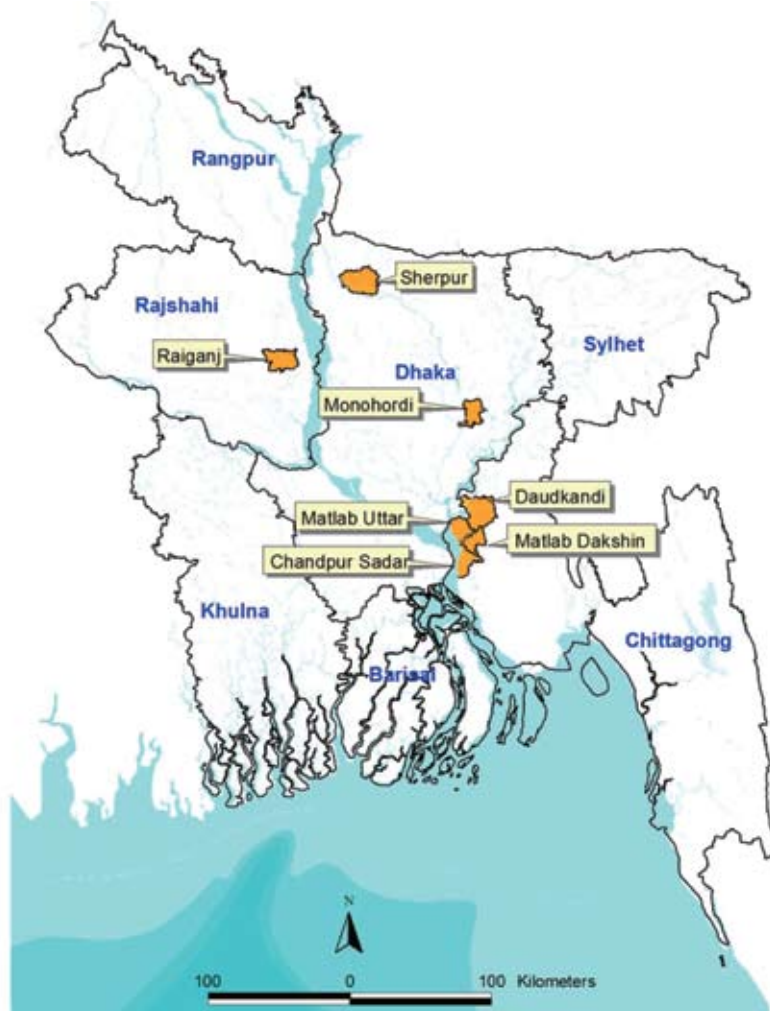 Rangpur
Sherpur
Rajshahi
Sylhet
Raiganj
Dhaka
Monohordi
Daudkandi
Matlab Uttar
Matlab Dakshin
Chandpur Sadar
Khulna
Chittagong
Barisal
N
100 0 100 Kilometers